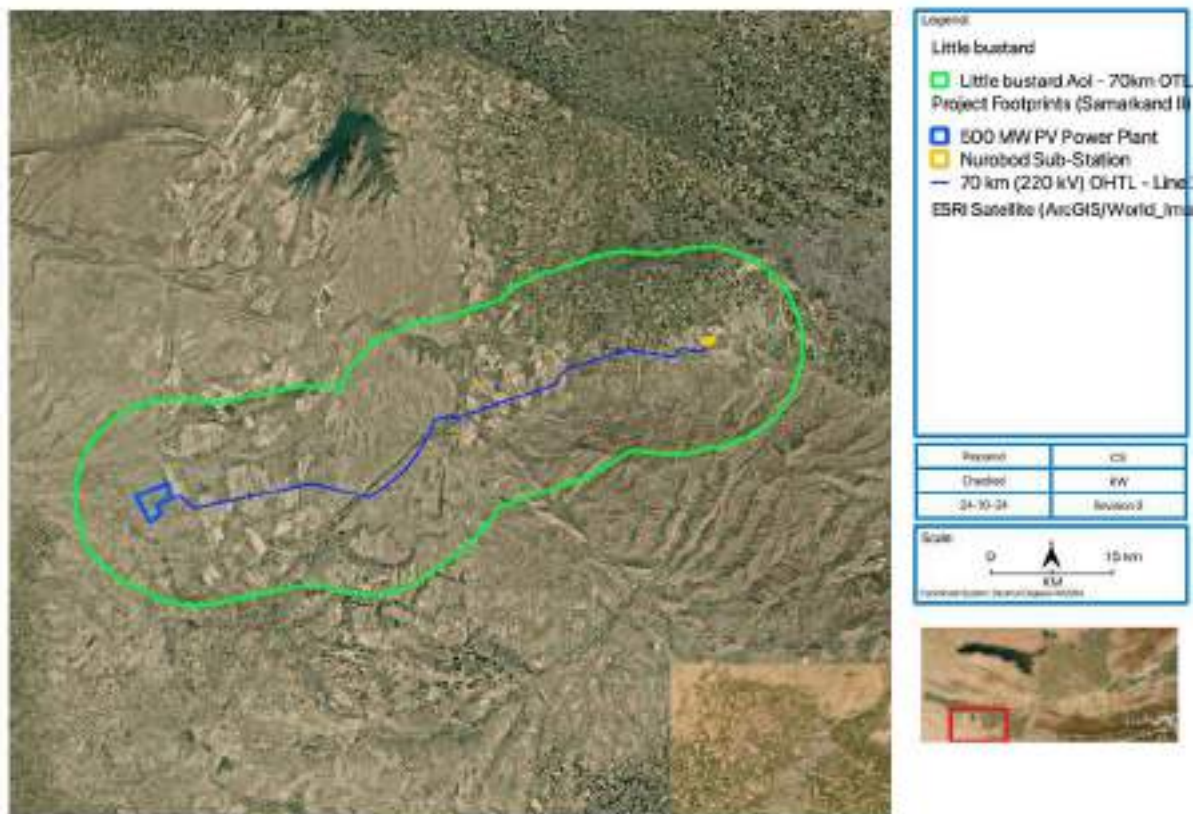 Legend:
Little bustard
Little bustard AoI - 70km OTL
Project Footprints (Samarkand II
500 MW PV Power Plant
Nurobod Sub-Station
70 km (220 kV) OHTL - Line
ESRI Satellite (ArcGIS/World_Ima
Prepared CS
Checked KW
24-10-24 Revision 0
Scale:
0 15 km
KM